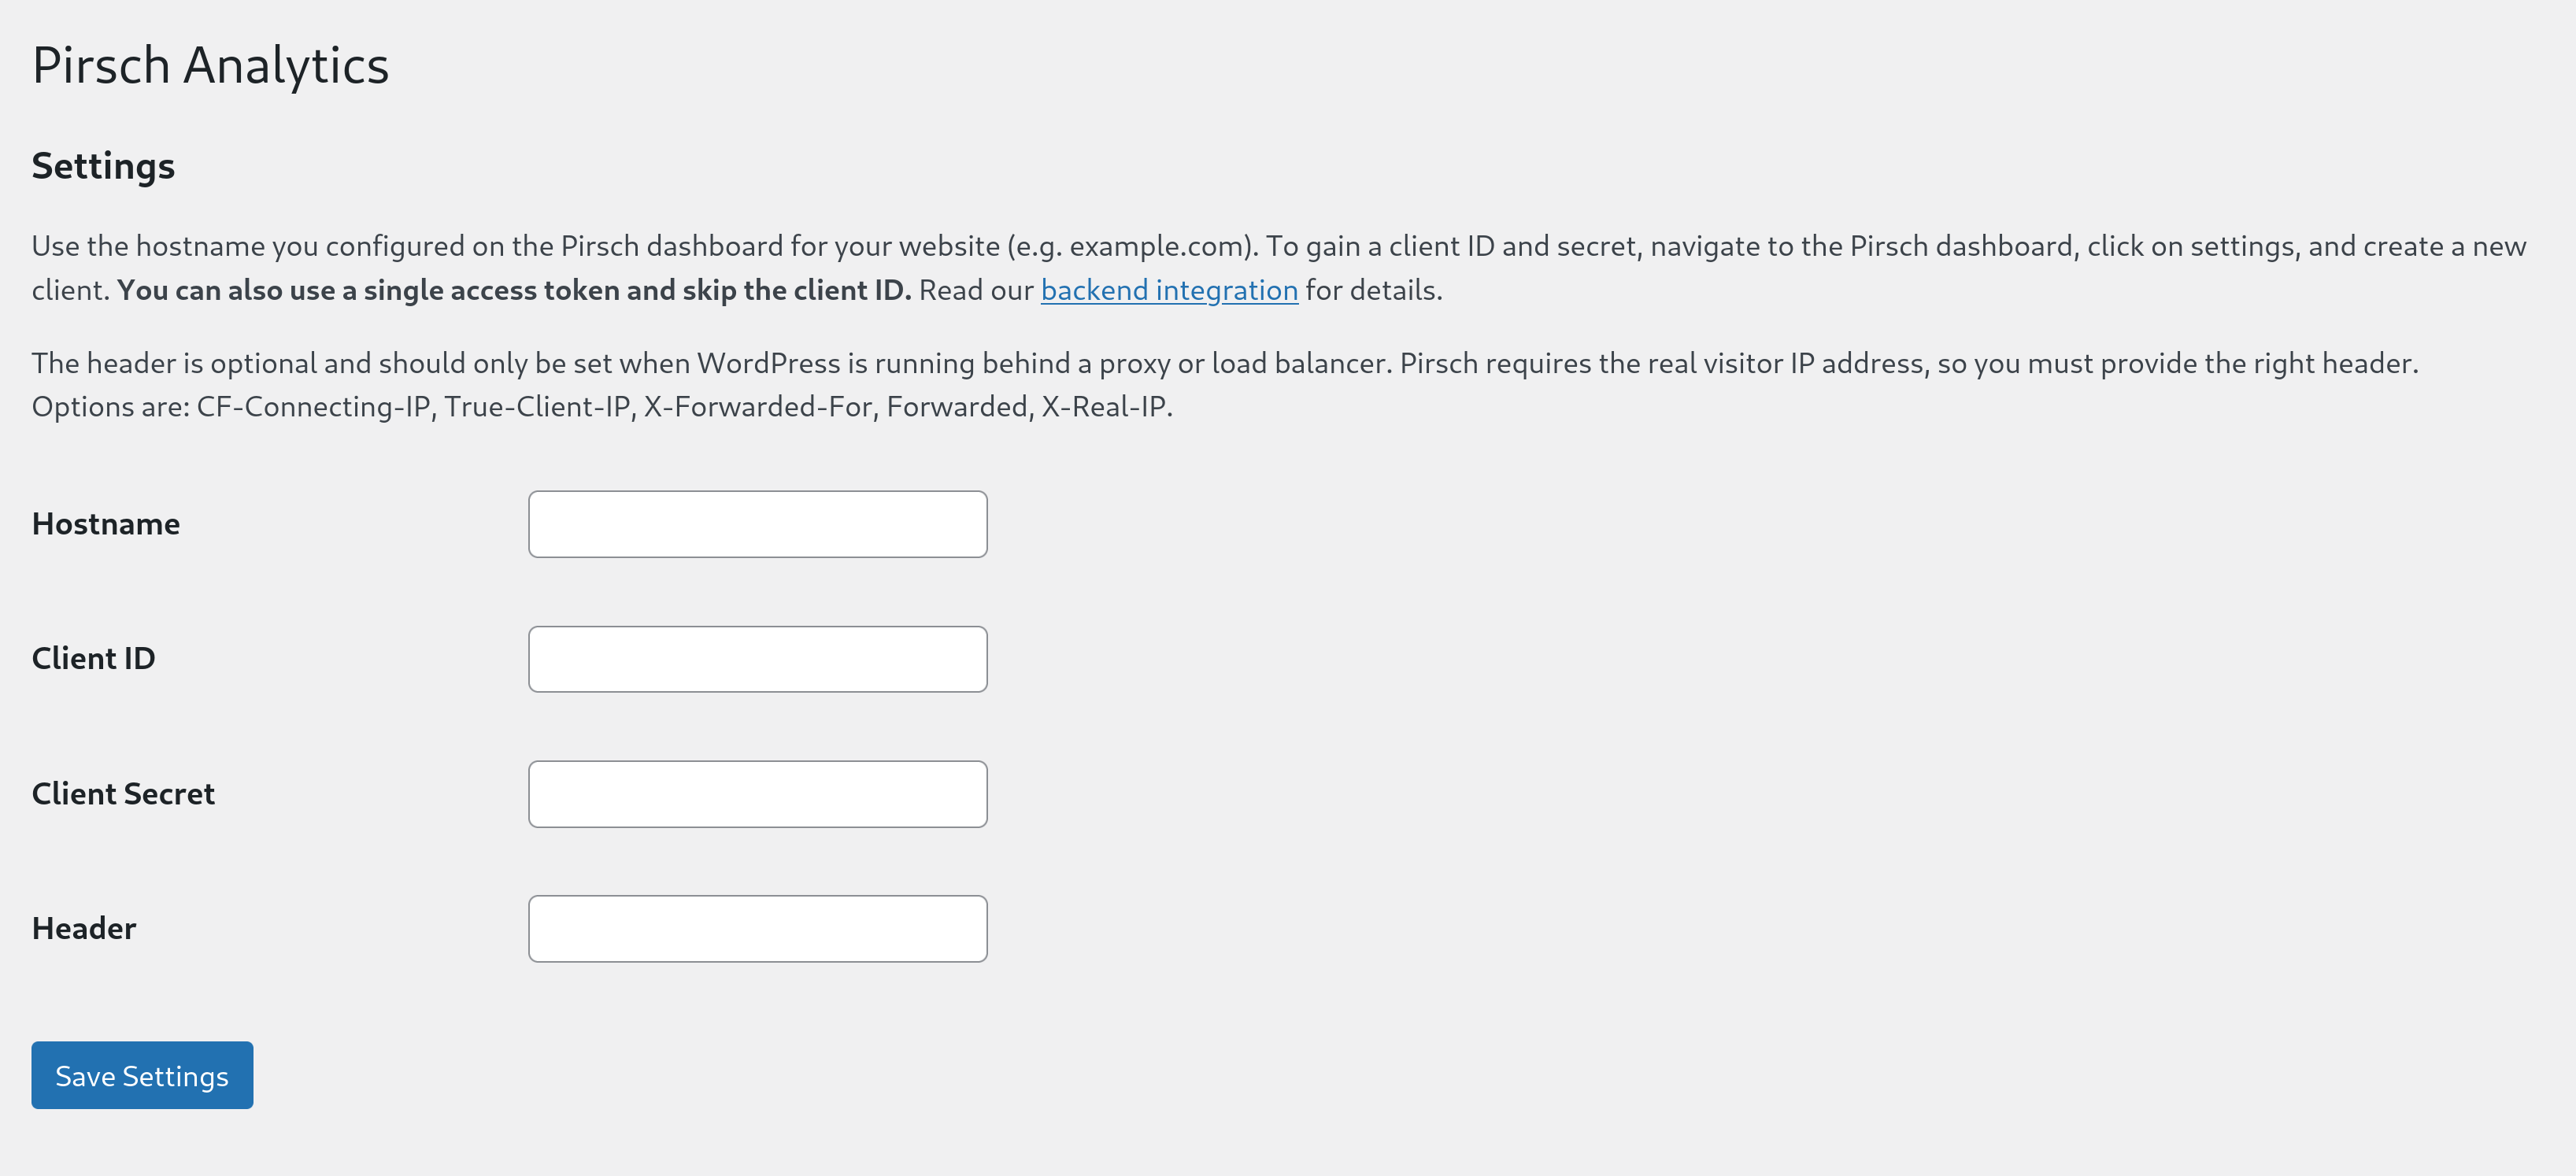 Pirsch Analytics
Settings
Use the hostname you configured on the Pirsch dashboard for your website (e.g. example.com). To gain a client ID and secret, navigate to the Pirsch dashboard, click on settings, and create a new
client. You can also use a single access token and skip the client ID. Read our backend integration for details.
The header is optional and should only be set when WordPress is running behind a proxy or load balancer. Pirsch requires the real visitor IP address, so you must provide the right header.
Options are: CF-Connecting-IP, True-Client-IP, X-Forwarded-For, Forwarded, X-Real-IP.
Hostname
Client ID
Client Secret
Header
Save Settings